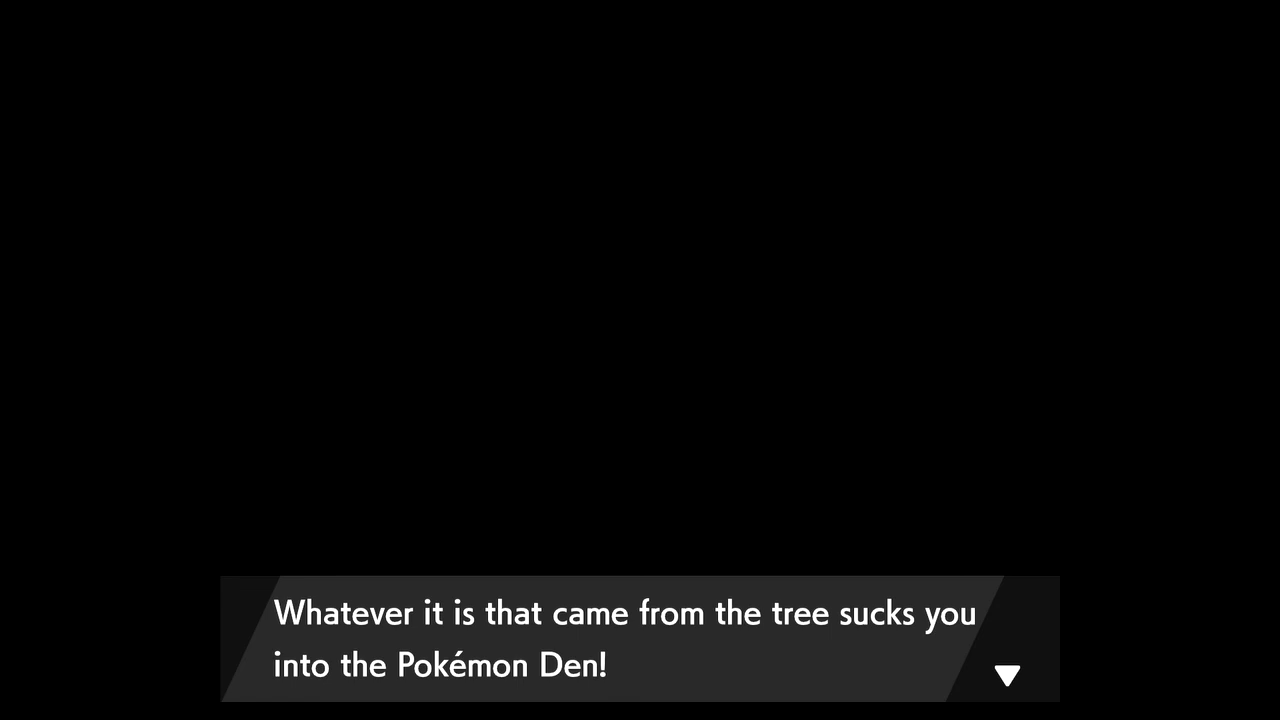 Whatever it is that came from the tree sucks you
into the Pokémon Den!